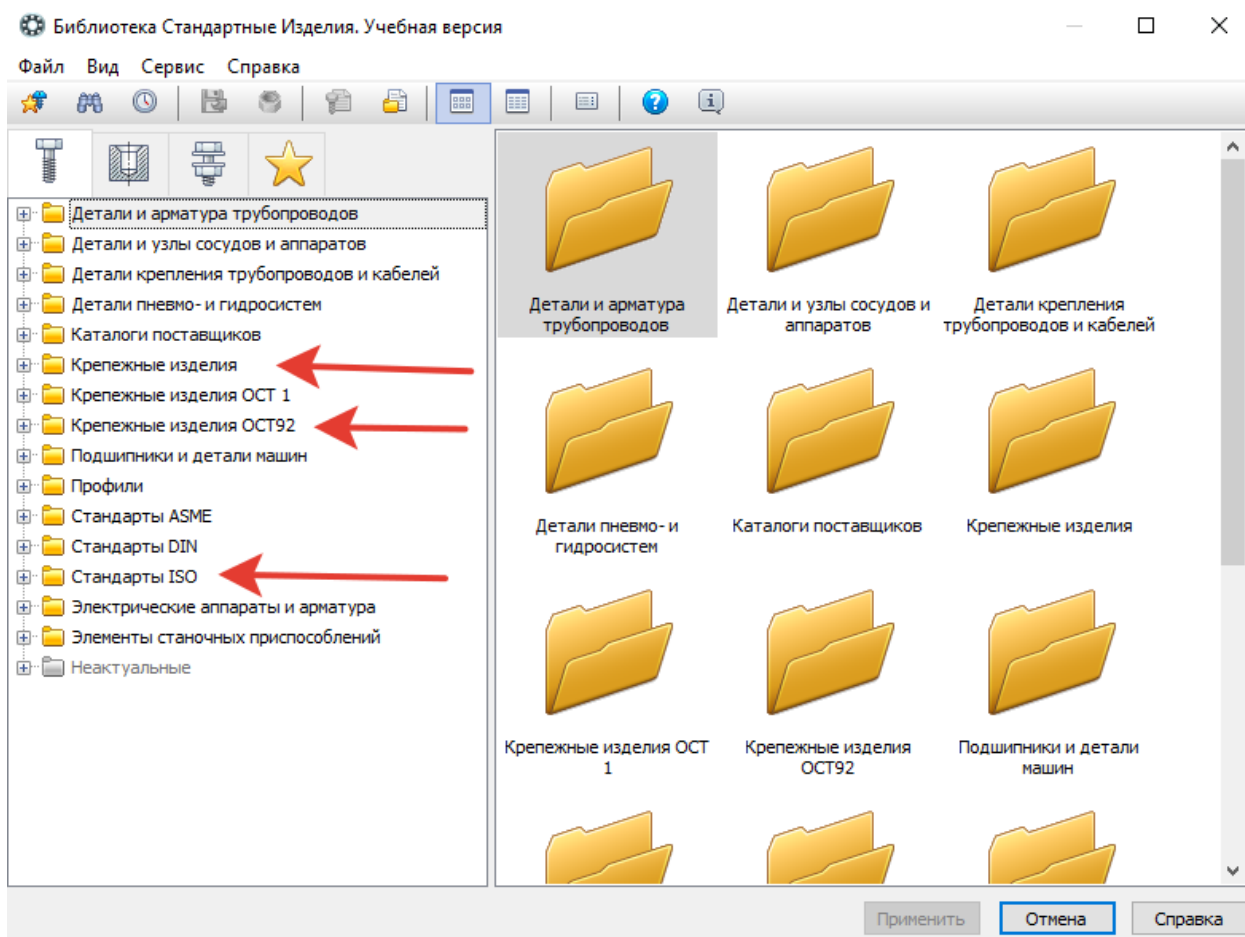 Библиотека Стандартные Изделия. Учебная версия
Файл Вид Сервис Справка
Детали и арматура трубопроводов
Детали и узлы сосудов и аппаратов
Детали крепления трубопроводов и кабелей
Детали пневмо- и гидросистем
Каталоги поставщиков
Крепежные изделия
Крепежные изделия ОСТ 1
Крепежные изделия ОСТ92
Подшипники и детали машин
Профили
Стандарты ASME
Стандарты DIN
Стандарты ISO
Электрические аппараты и арматура
Элементы станочных приспособлений
Неактуальные
Детали и арматура
трубопроводов
Детали и узлы сосудов и
аппаратов
Детали крепления
трубопроводов и кабелей
Детали пневмо- и
гидросистем
Каталоги поставщиков
Крепежные изделия
Крепежные изделия ОСТ
1
Крепежные изделия
ОСТ92
Подшипники и детали
машин
Применить
Отмена
Справка